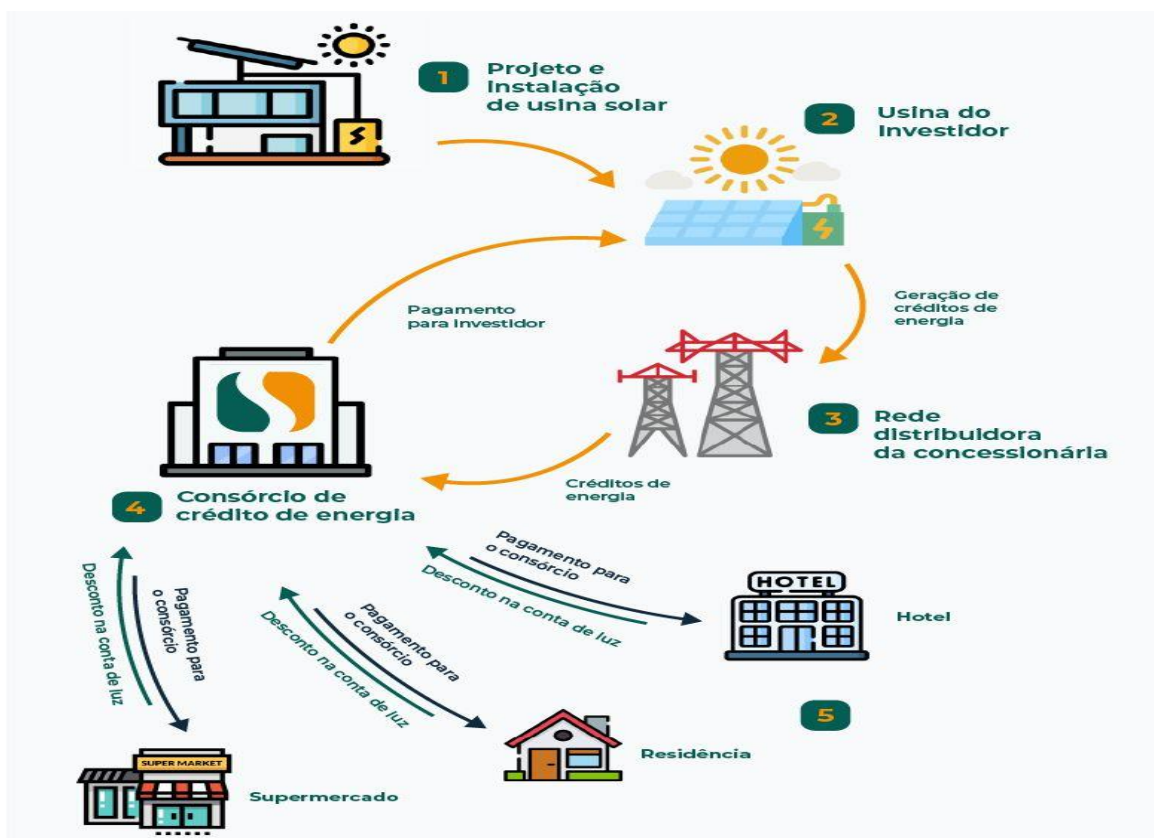 1
Projeto e
instalação
de usina solar
2
Usina do
investidor
Pagamento
para investidor
Geração de
créditos de
energia
3
Rede
distribuidora
da concessionária
Créditos de
energia
4
Consórcio de
crédito de energia
Desconto na conta de luz
Pagamento para
o consórcio
Pagamento para
o consórcio
Desconto na conta de luz
Pagamento para
o consórcio
Desconto na conta de luz
HOTEL
Hotel
5
Residência
SUPER MARKET
Supermercado